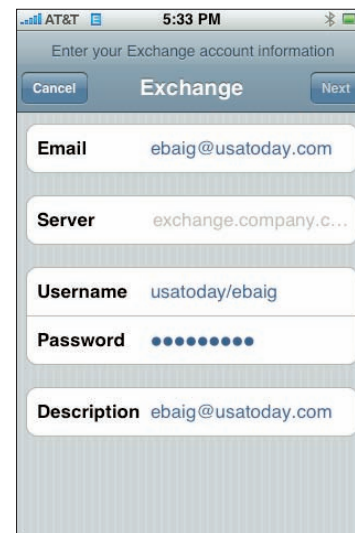 AT&T 5:33 PM
Enter your Exchange account information
Cancel Exchange Next
Email ebaig@usatoday.com
Server exchange.company.c...
Username usatoday/ebaig
Password ●●●●●●●●●
Description ebaig@usatoday.com